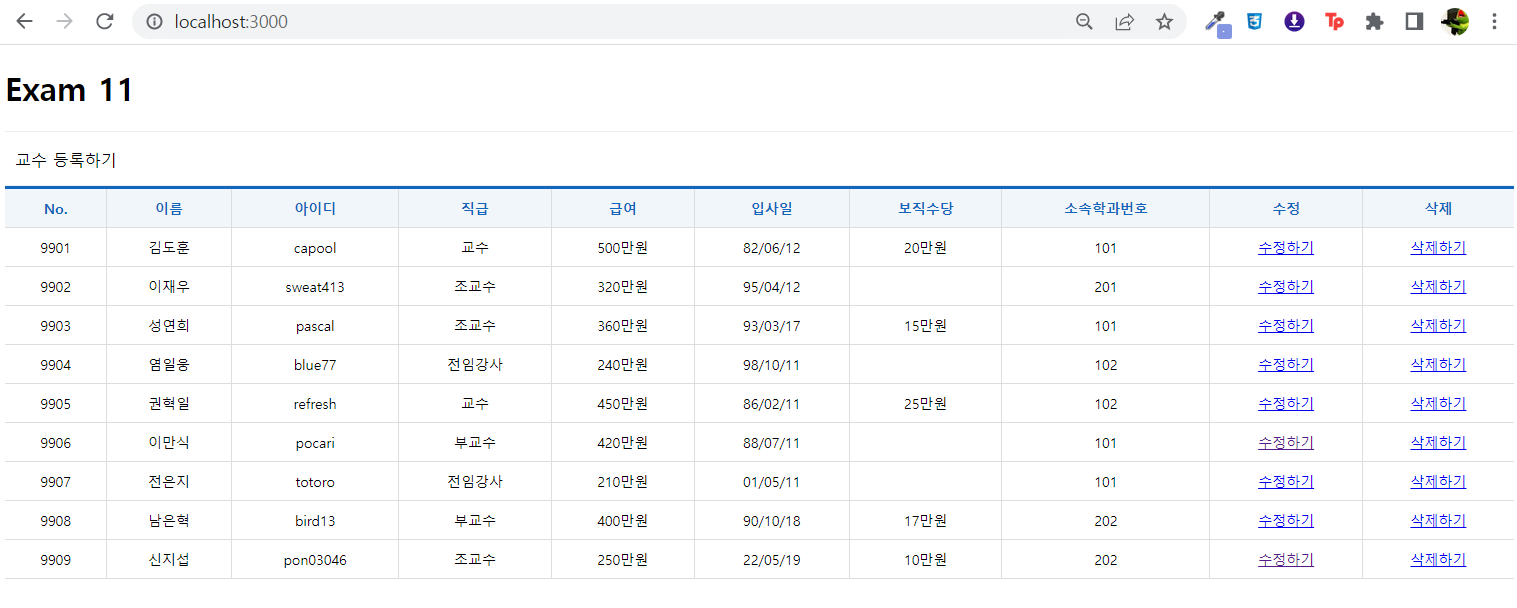 localhost:3000
Exam 11
교수 등록하기
No. 이름 아이디 직급 급여 입사일 보직수당 소속학과번호 수정 삭제
9901 김도훈 capool 교수 500만원 82/06/12 20만원 101 수정하기 삭제하기
9902 이재우 sweat413 조교수 320만원 95/04/12 201 수정하기 삭제하기
9903 성연희 pascal 조교수 360만원 93/03/17 15만원 101 수정하기 삭제하기
9904 염일웅 blue77 전임강사 240만원 98/10/11 102 수정하기 삭제하기
9905 권혁일 refresh 교수 450만원 86/02/11 25만원 102 수정하기 삭제하기
9906 이만식 pocari 부교수 420만원 88/07/11 101 수정하기 삭제하기
9907 전은지 totoro 전임강사 210만원 01/05/11 101 수정하기 삭제하기
9908 남은혁 bird13 부교수 400만원 90/10/18 17만원 202 수정하기 삭제하기
9909 신지섭 pon03046 조교수 250만원 22/05/19 10만원 202 수정하기 삭제하기